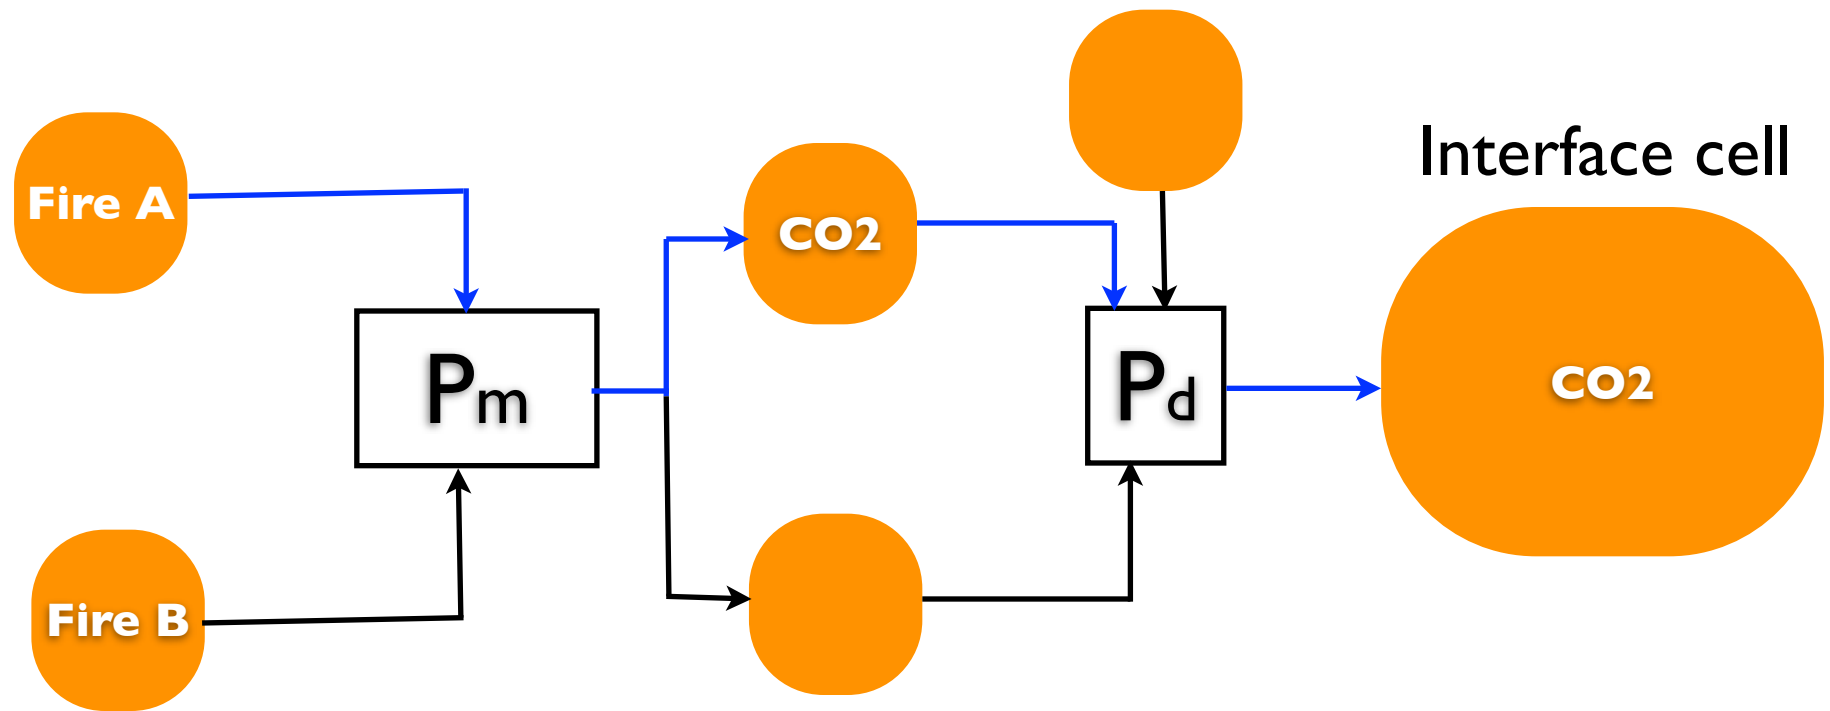 Interface cell
Fire A
CO2
Pm
Pd
CO2
Fire B